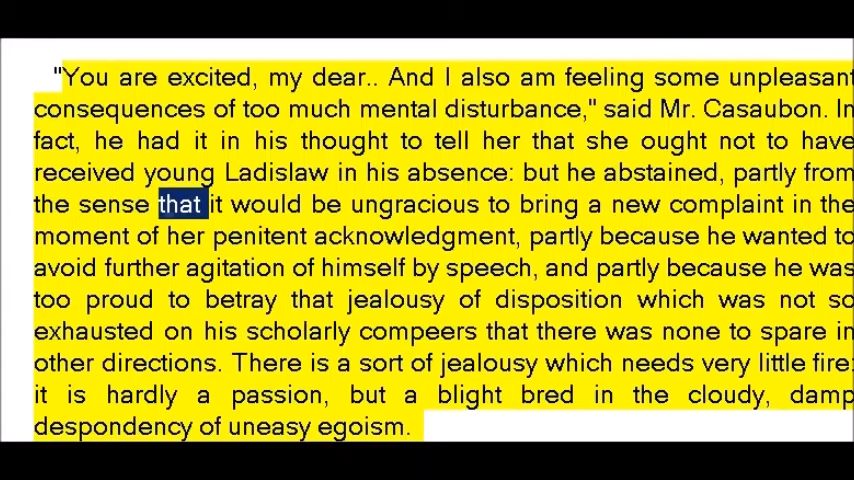 "You are excited, my dear.. And I also am feeling some unpleasant
consequences of too much mental disturbance," said Mr. Casaubon. In
fact, he had it in his thought to tell her that she ought not to have
received young Ladislaw in his absence: but he abstained, partly from
the sense that it would be ungracious to bring a new complaint in the
moment of her penitent acknowledgment, partly because he wanted to
avoid further agitation of himself by speech, and partly because he was
too proud to betray that jealousy of disposition which was not so
exhausted on his scholarly compeers that there was none to spare in
other directions. There is a sort of jealousy which needs very little fire:
it is hardly a passion, but a blight bred in the cloudy, damp
despondency of uneasy egoism.